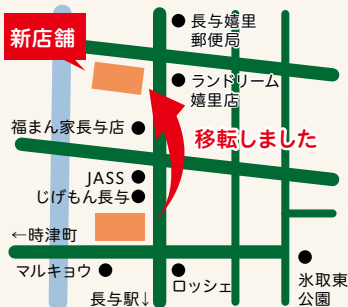 新店舗
長与嬉里
郵便局
ランドリーム
嬉里店
移転しました
福まん家長与店
JASS
じげもん長与
←時津町
マルキョウ
ロッシェ
長与駅↓
氷取東
公園